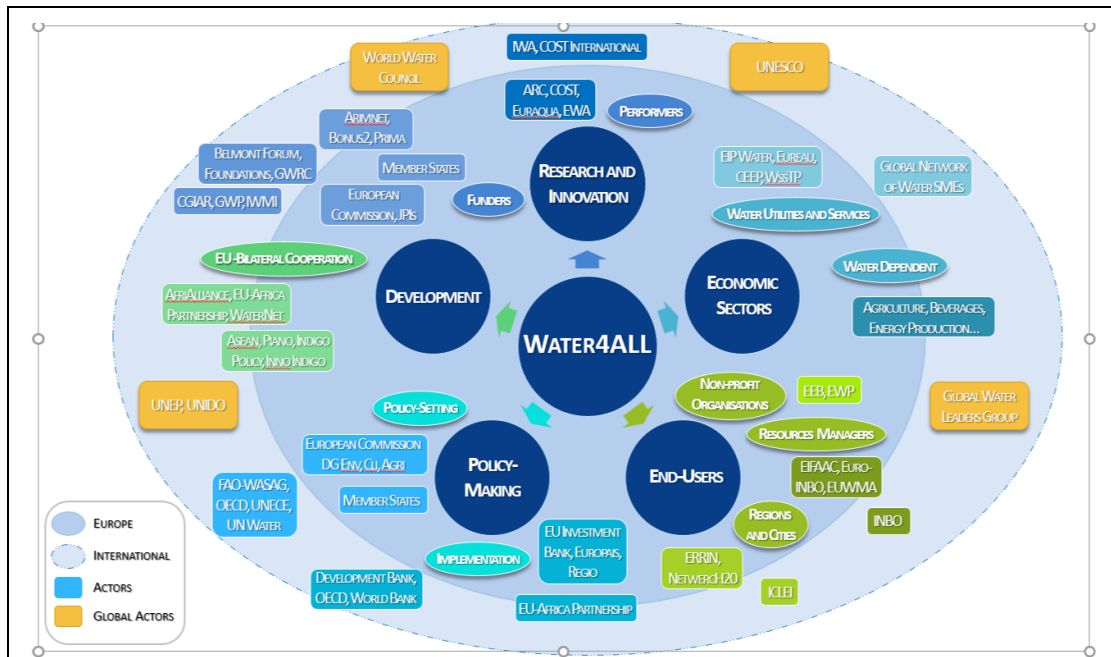 IWA, COST INTERNATIONAL
WORLD WATER
COUNCIL
UNESCO
ARC, COST,
EURAQUA, EWA
PERFORMERS
ARIMNET,
BONUS2, PRIMA
BELMONT FORUM,
FOUNDATIONS, GWRC
MEMBER STATES
RESEARCH AND
INNOVATION
EIP WATER, EUREAU,
CEEP, WSSTP
GLOBAL NETWORK
OF WATER SMES
CGIAR, GWP, IWMI
EUROPEAN
COMMISSION, JPIS
FUNDERS
WATER UTILITIES AND SERVICES
EU-BILATERAL COOPERATION
WATER DEPENDENT
DEVELOPMENT
ECONOMIC
SECTORS
AFRIALLIANCE, EU-AFRICA
PARTNERSHIP, WATERNET
AGRICULTURE, BEVERAGES,
ENERGY PRODUCTION...
ASEAN, PIANO, INDIGO
POLICY, INNO INDIGO
WATER4ALL
UNEP, UNIDO
POLICY-SETTING
NON-PROFIT
ORGANISATIONS
EEB, EWP
GLOBAL WATER
LEADERS GROUP
RESOURCES MANAGERS
EUROPEAN COMMISSION
DG ENV, CLI, AGRI
POLICY-
MAKING
END-USERS
EIFAAC, EURO-
INBO, EUWMA
FAO-WASAG,
OECD, UNECE,
UN WATER
MEMBER STATES
REGIONS
AND CITIES
INBO
EU INVESTMENT
BANK, EUROPAIS,
REGIO
IMPLEMENTATION
ERRIN,
NETWERCH2O
DEVELOPMENT BANK,
OECD, WORLD BANK
ICLEI
EU-AFRICA PARTNERSHIP
EUROPE
INTERNATIONAL
ACTORS
GLOBAL ACTORS